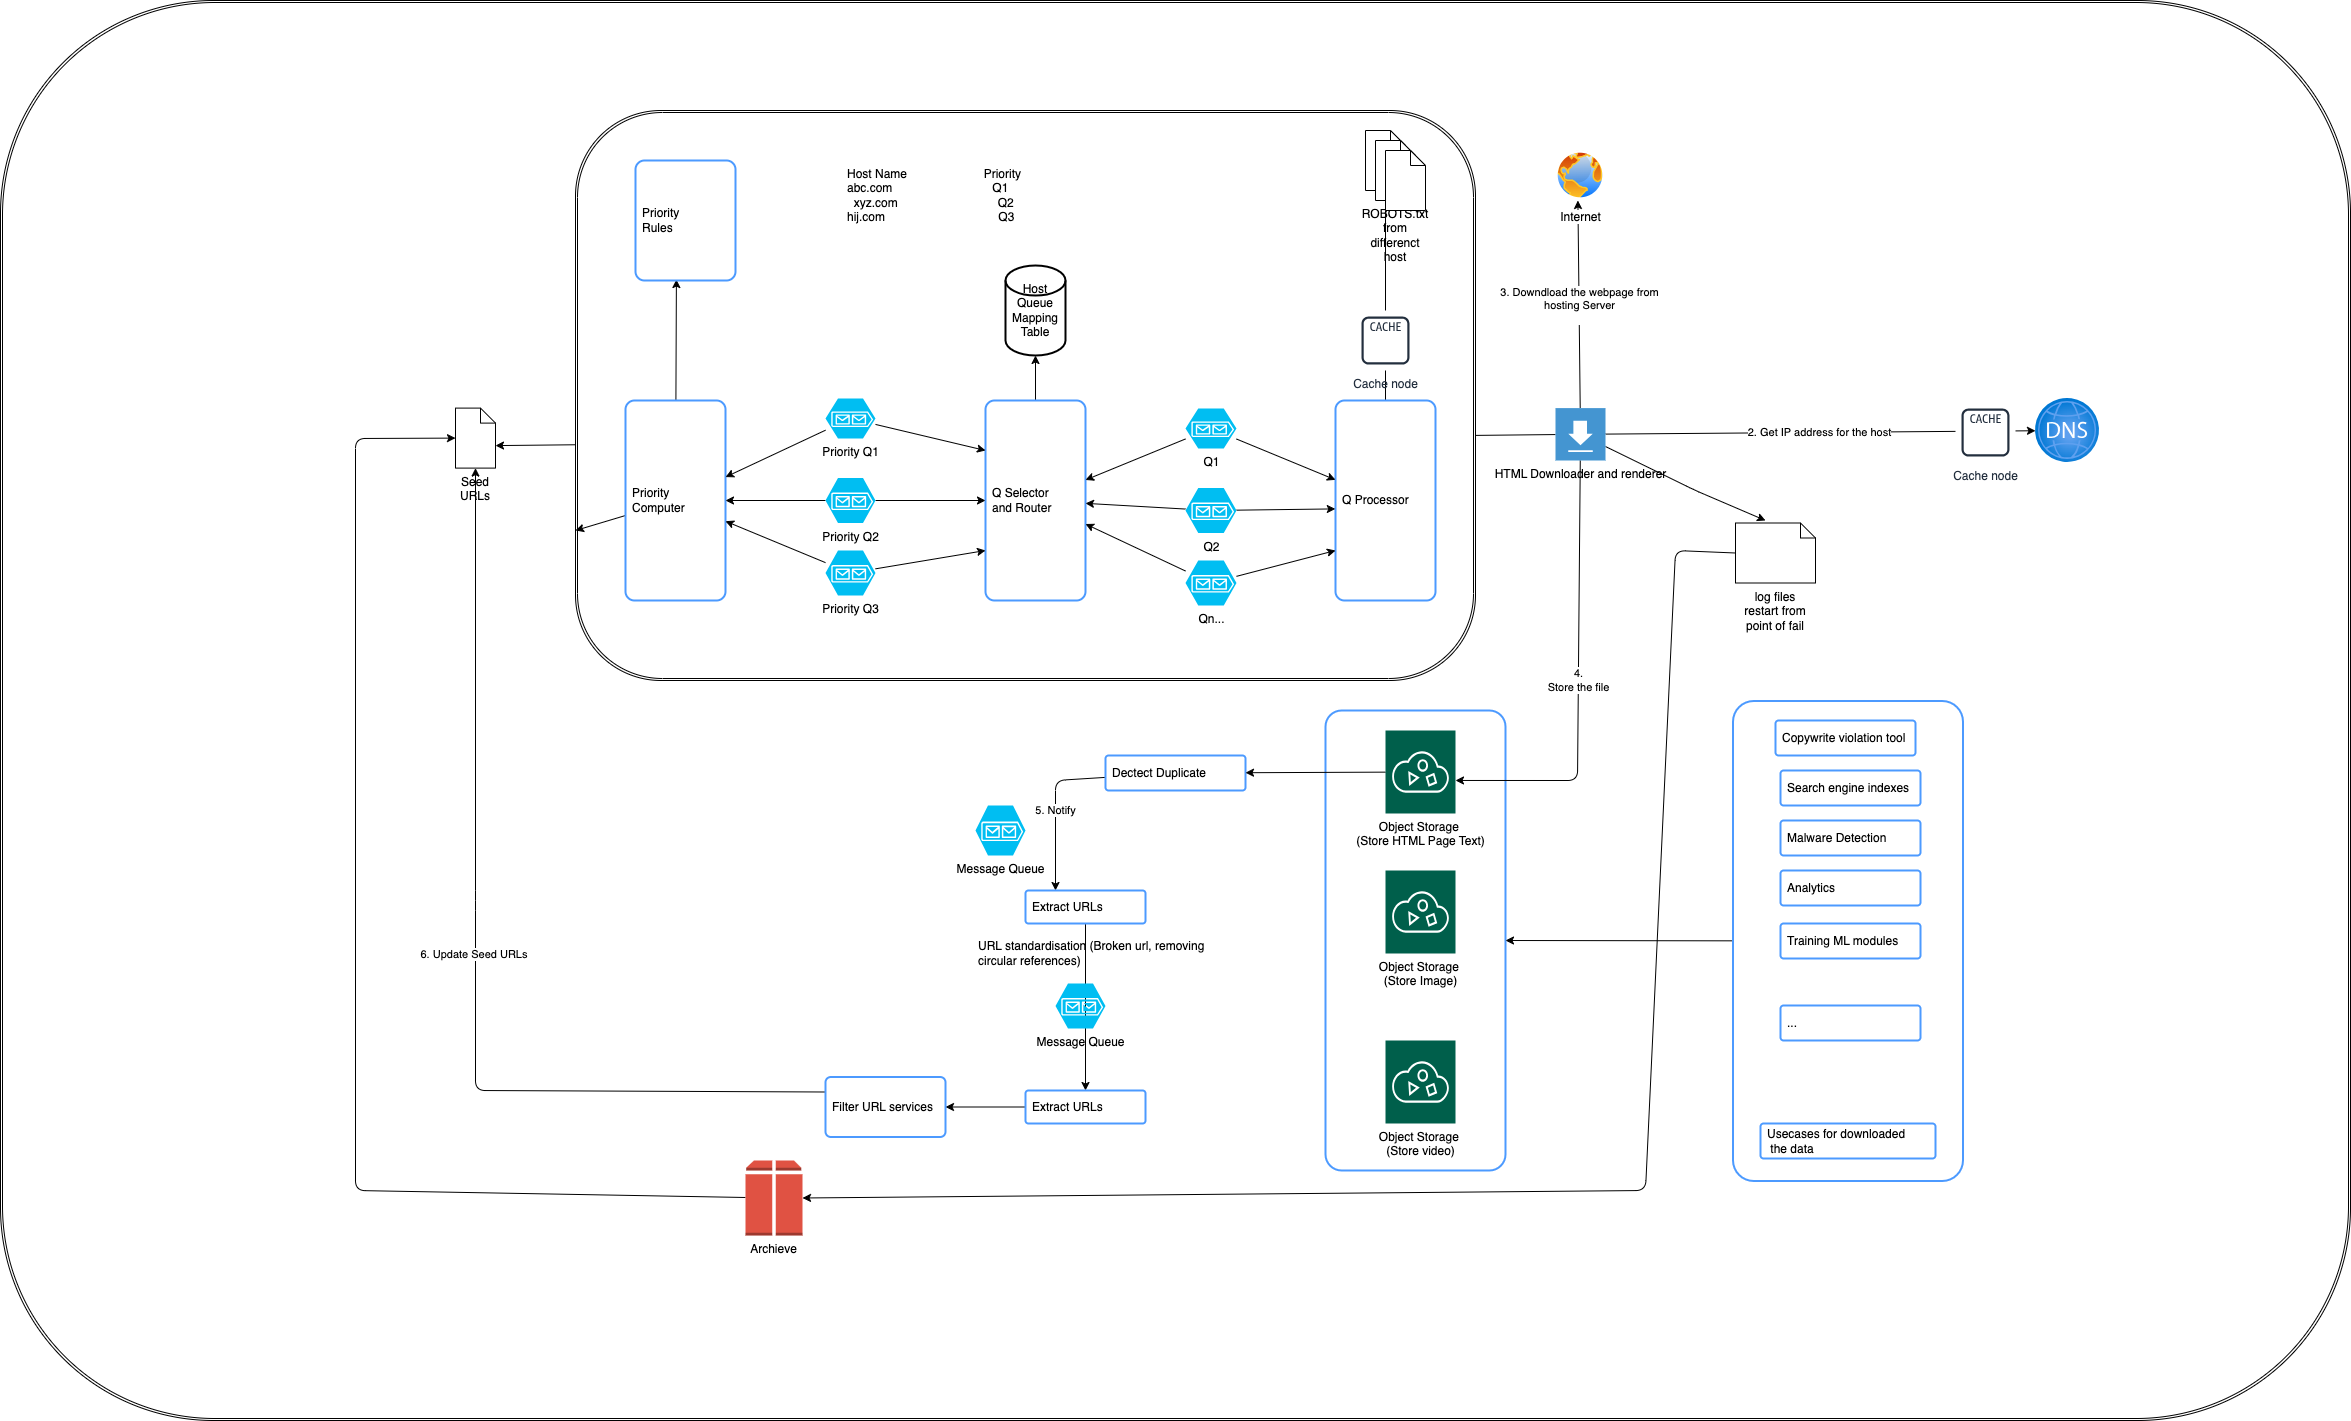 Priority
Rules
Host Name
abc.com
xyz.com
hij.com
Priority
Q1
Q2
Q3
ROBOTS.txt
from
differenct
host
Internet
3. Downdload the webpage from
hosting Server
Host
Queue
Mapping
Table
CACHE
Cache node
Seed
URLs
Priority
Computer
Priority Q1
Priority Q2
Priority Q3
Q Selector
and Router
Q1
Q2
Qn...
Q Processor
HTML Downloader and renderer
2. Get IP address for the host
CACHE
Cache node
DNS
log files
restart from
point of fail
4.
Store the file
Dectect Duplicate
5. Notify
Message Queue
Extract URLs
URL standardisation (Broken url, removing
circular references)
Message Queue
Extract URLs
Filter URL services
6. Update Seed URLs
Object Storage
(Store HTML Page Text)
Object Storage
(Store Image)
Object Storage
(Store video)
Copywrite violation tool
Search engine indexes
Malware Detection
Analytics
Training ML modules
...
Usecases for downloaded
the data
Archieve